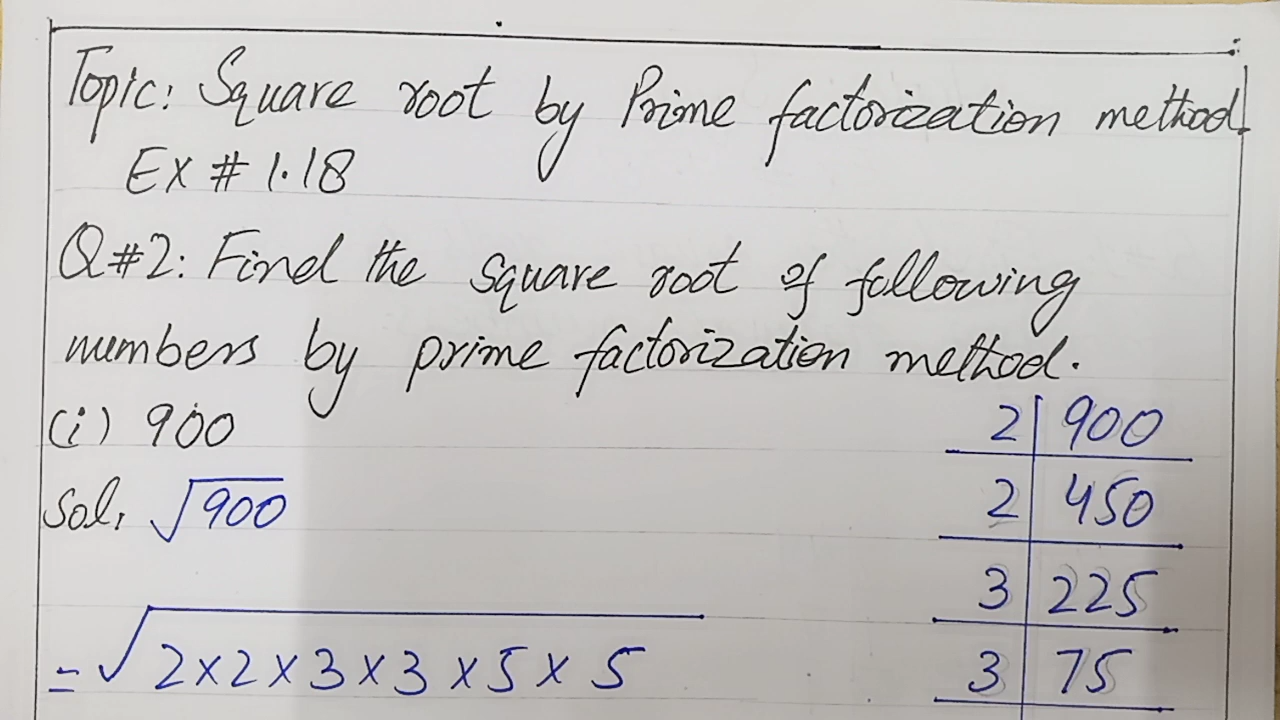 Topic: Square root by Prime factorization method.
Ex # 1.18
Q#2: Find the square root of following
numbers by prime factorization method.
(i) 900
Sol. √900
= √2×2×3×3×5×5
2 | 900
2 | 450
3 | 225
3 | 75